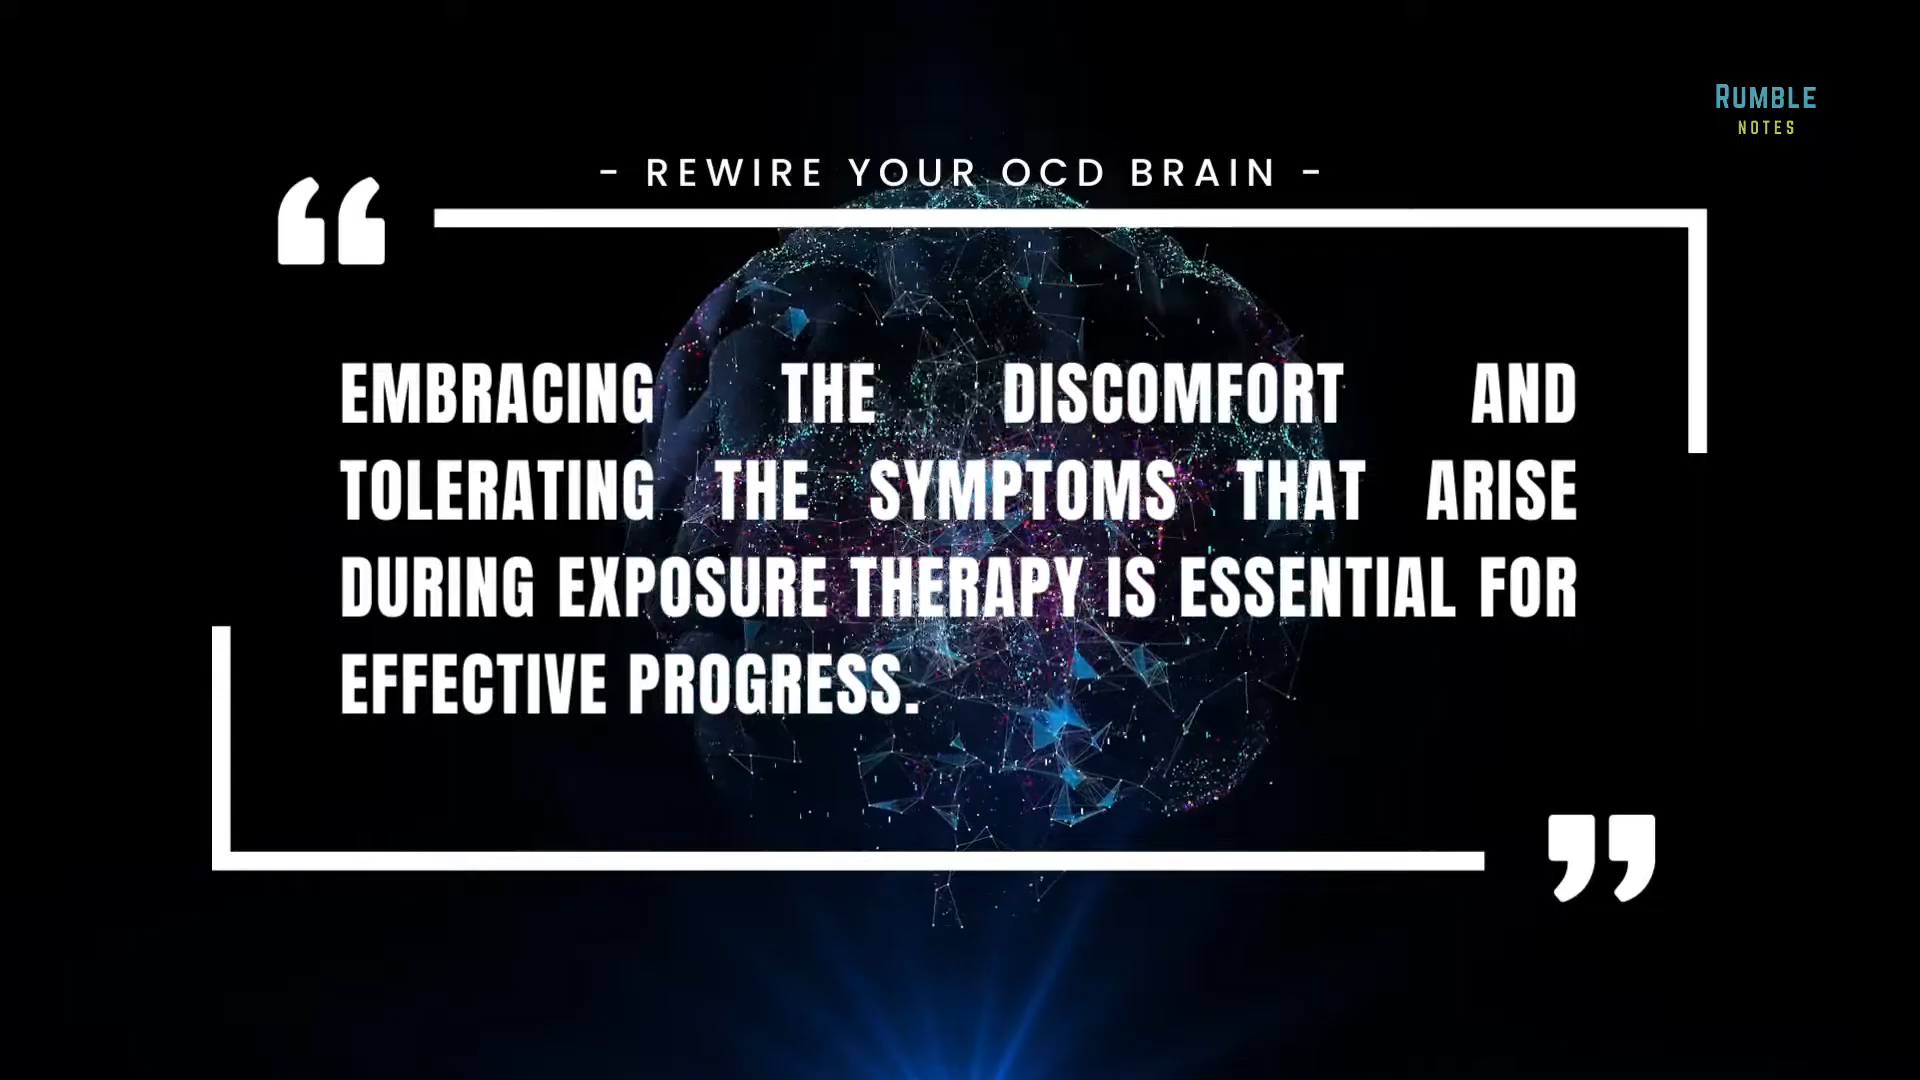 RUMBLE
NOTES
- REWIRE YOUR OCD BRAIN -
“
EMBRACING THE DISCOMFORT AND
TOLERATING THE SYMPTOMS THAT ARISE
DURING EXPOSURE THERAPY IS ESSENTIAL FOR
EFFECTIVE PROGRESS.
”